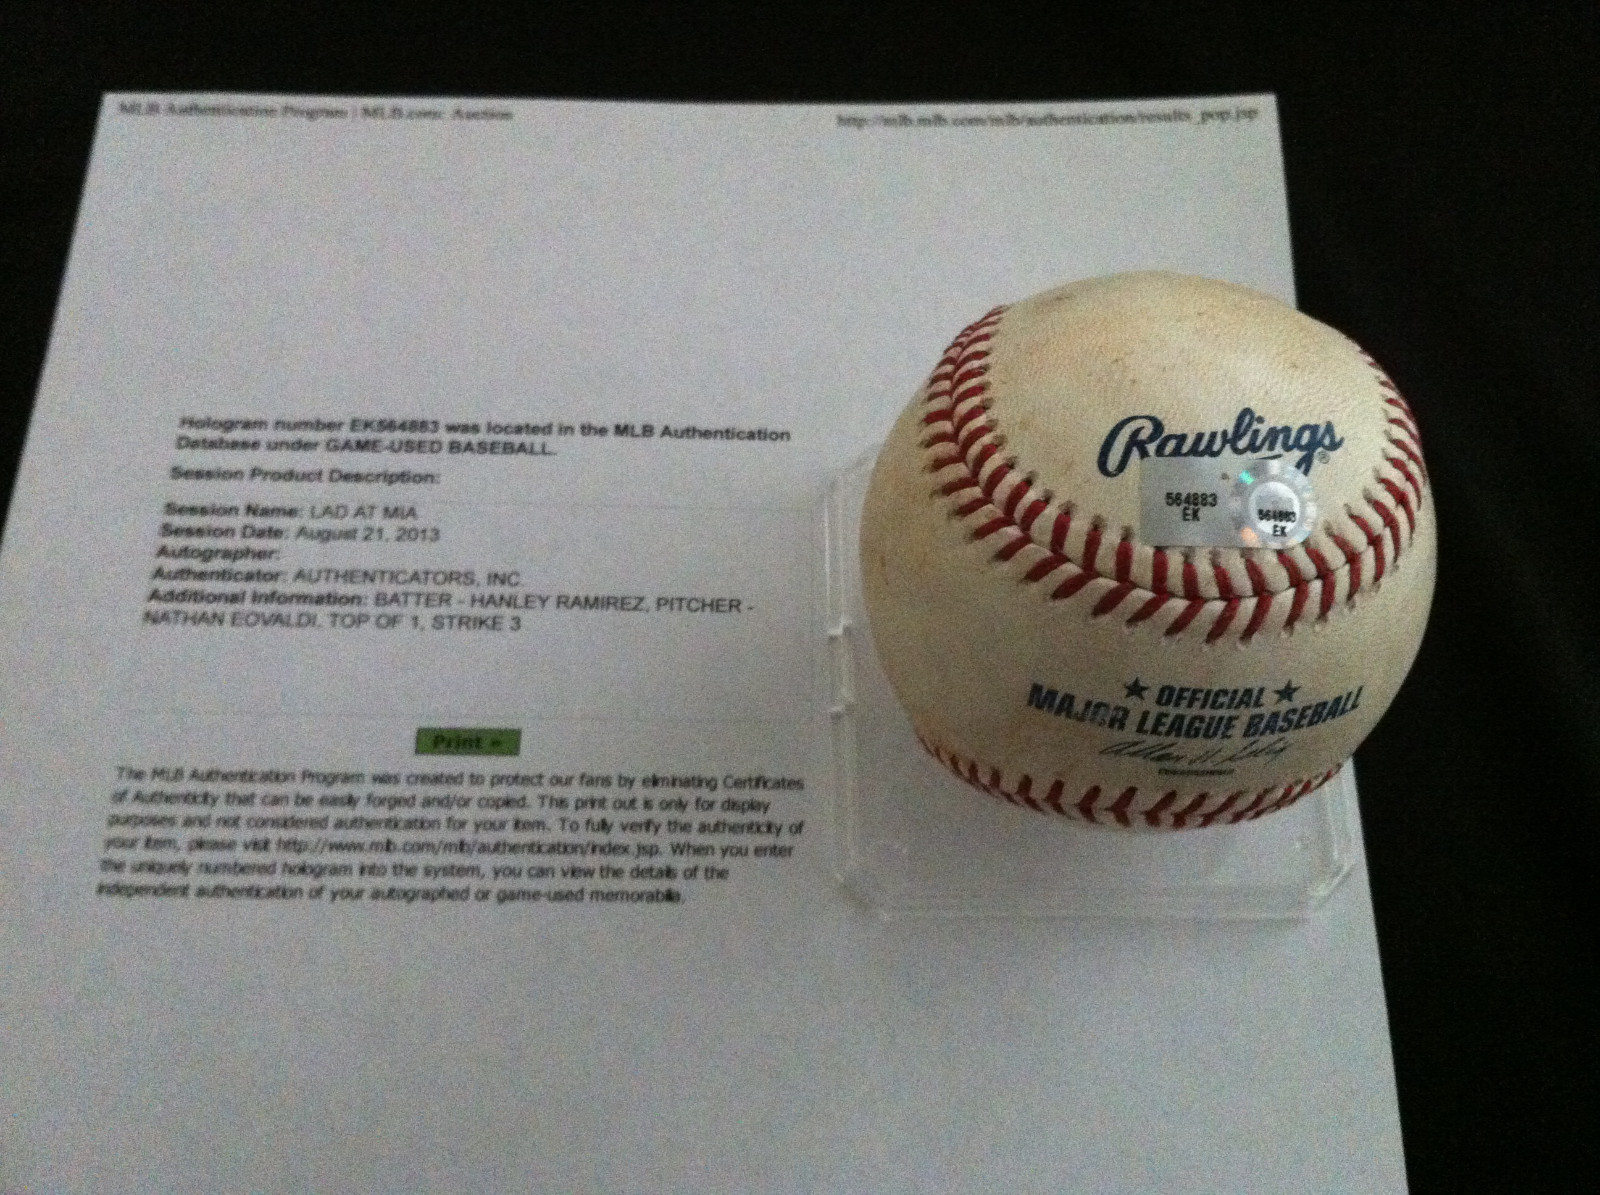 MLB Authentication Program | MLB.com: Auction
http://mlb.mlb.com/mlb/authentication/results_pop.jsp
Hologram number EK564883 was located in the MLB Authentication
Database under GAME-USED BASEBALL.
Session Product Description:
Session Name: LAD AT MIA
Session Date: August 21, 2013
Autographer:
Authenticator: AUTHENTICATORS, INC.
Additional Information: BATTER - HANLEY RAMIREZ, PITCHER -
NATHAN EOVALDI, TOP OF 1, STRIKE 3
Print »
The MLB Authentication Program was created to protect our fans by eliminating Certificates
of Authenticity that can be easily forged and/or copied. This print out is only for display
purposes and not considered authentication for your item. To fully verify the authenticity of
your item, please visit http://www.mlb.com/mlb/authentication/index.jsp. When you enter
the uniquely numbered hologram into the system, you can view the details of the
independent authentication of your autographed or game-used memorabilia.
Rawlings®
564883
EK
564883
EK
★ OFFICIAL ★
MAJOR LEAGUE BASEBALL